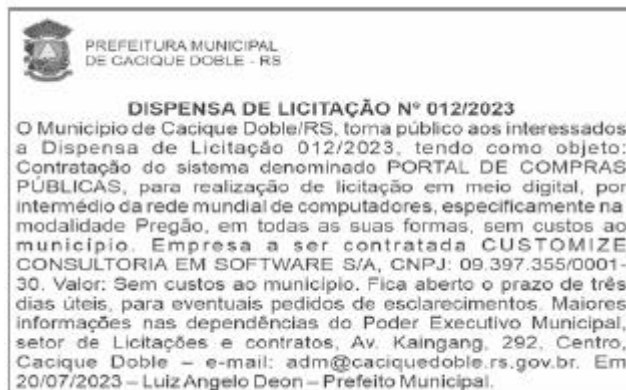 PREFEITURA MUNICIPAL
DE CACIQUE DOBLE - RS
DISPENSA DE LICITAÇÃO Nº 012/2023
O Município de Cacique Doble/RS, torna público aos interessados
a Dispensa de Licitação 012/2023, tendo como objeto:
Contratação do sistema denominado PORTAL DE COMPRAS
PÚBLICAS, para realização de licitação em meio digital, por
intermédio da rede mundial de computadores, especificamente na
modalidade Pregão, em todas as suas formas, sem custos ao
município. Empresa a ser contratada CUSTOMIZE
CONSULTORIA EM SOFTWARE S/A, CNPJ: 09.397.355/0001-
30. Valor: Sem custos ao município. Fica aberto o prazo de três
dias úteis, para eventuais pedidos de esclarecimentos. Maiores
informações nas dependências do Poder Executivo Municipal,
setor de Licitações e contratos, Av. Kaingang, 292, Centro,
Cacique Doble – e-mail: adm@caciquedoble.rs.gov.br. Em
20/07/2023 – Luiz Angelo Deon – Prefeito Municipal.